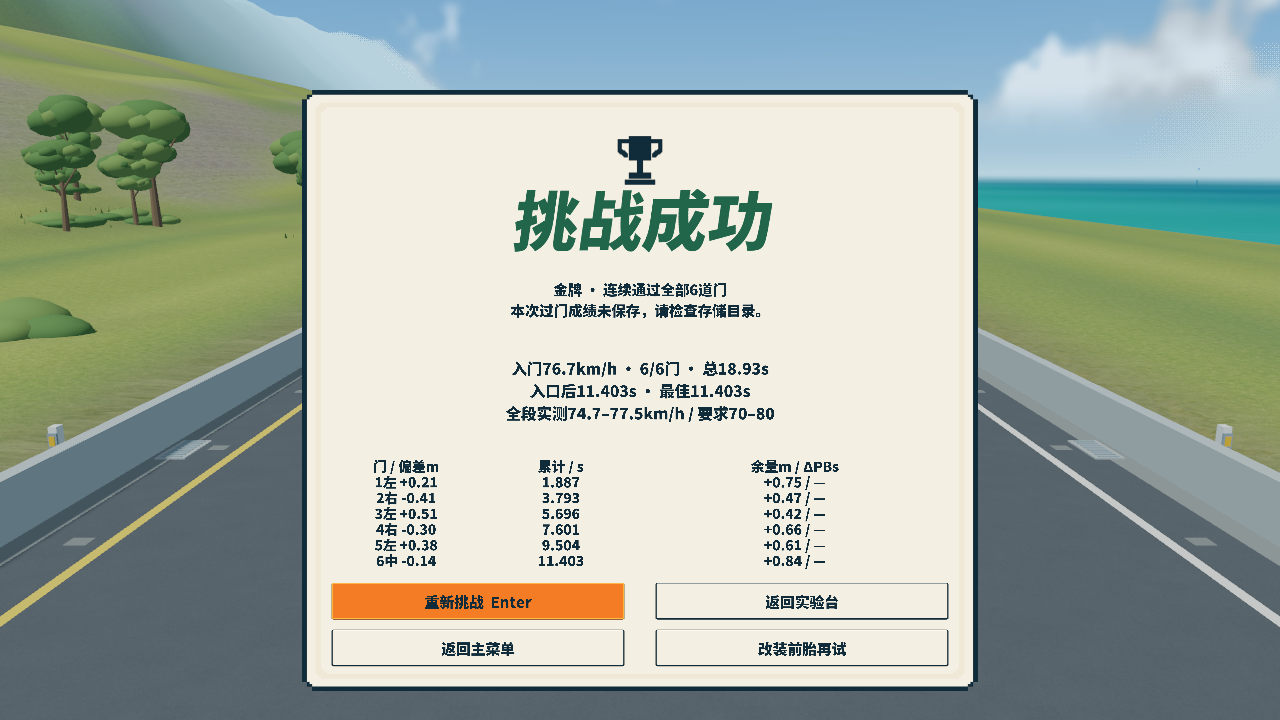 挑战成功
金牌 · 连续通过全部6道门
本次过门成绩未保存，请检查存储目录。
入门76.7km/h · 6/6门 · 总18.93s
入口后11.403s · 最佳11.403s
全段实测74.7–77.5km/h / 要求70–80
门 / 偏差m 累计 / s 余量m / ΔPBs
1左 +0.21 1.887 +0.75 / —
2右 -0.41 3.793 +0.47 / —
3左 +0.51 5.696 +0.42 / —
4右 -0.30 7.601 +0.66 / —
5左 +0.38 9.504 +0.61 / —
6中 -0.14 11.403 +0.84 / —
重新挑战 Enter 返回实验台
返回主菜单 改装前胎再试